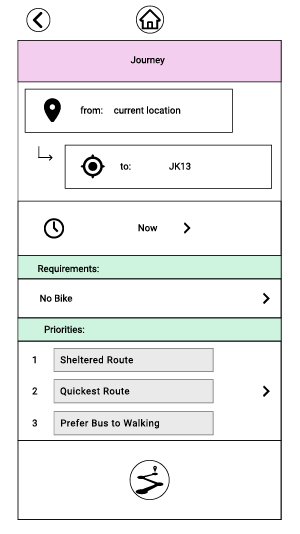 Journey
from: current location
to: JK13
Now
Requirements:
No Bike
Priorities:
1 Sheltered Route
2 Quickest Route
3 Prefer Bus to Walking